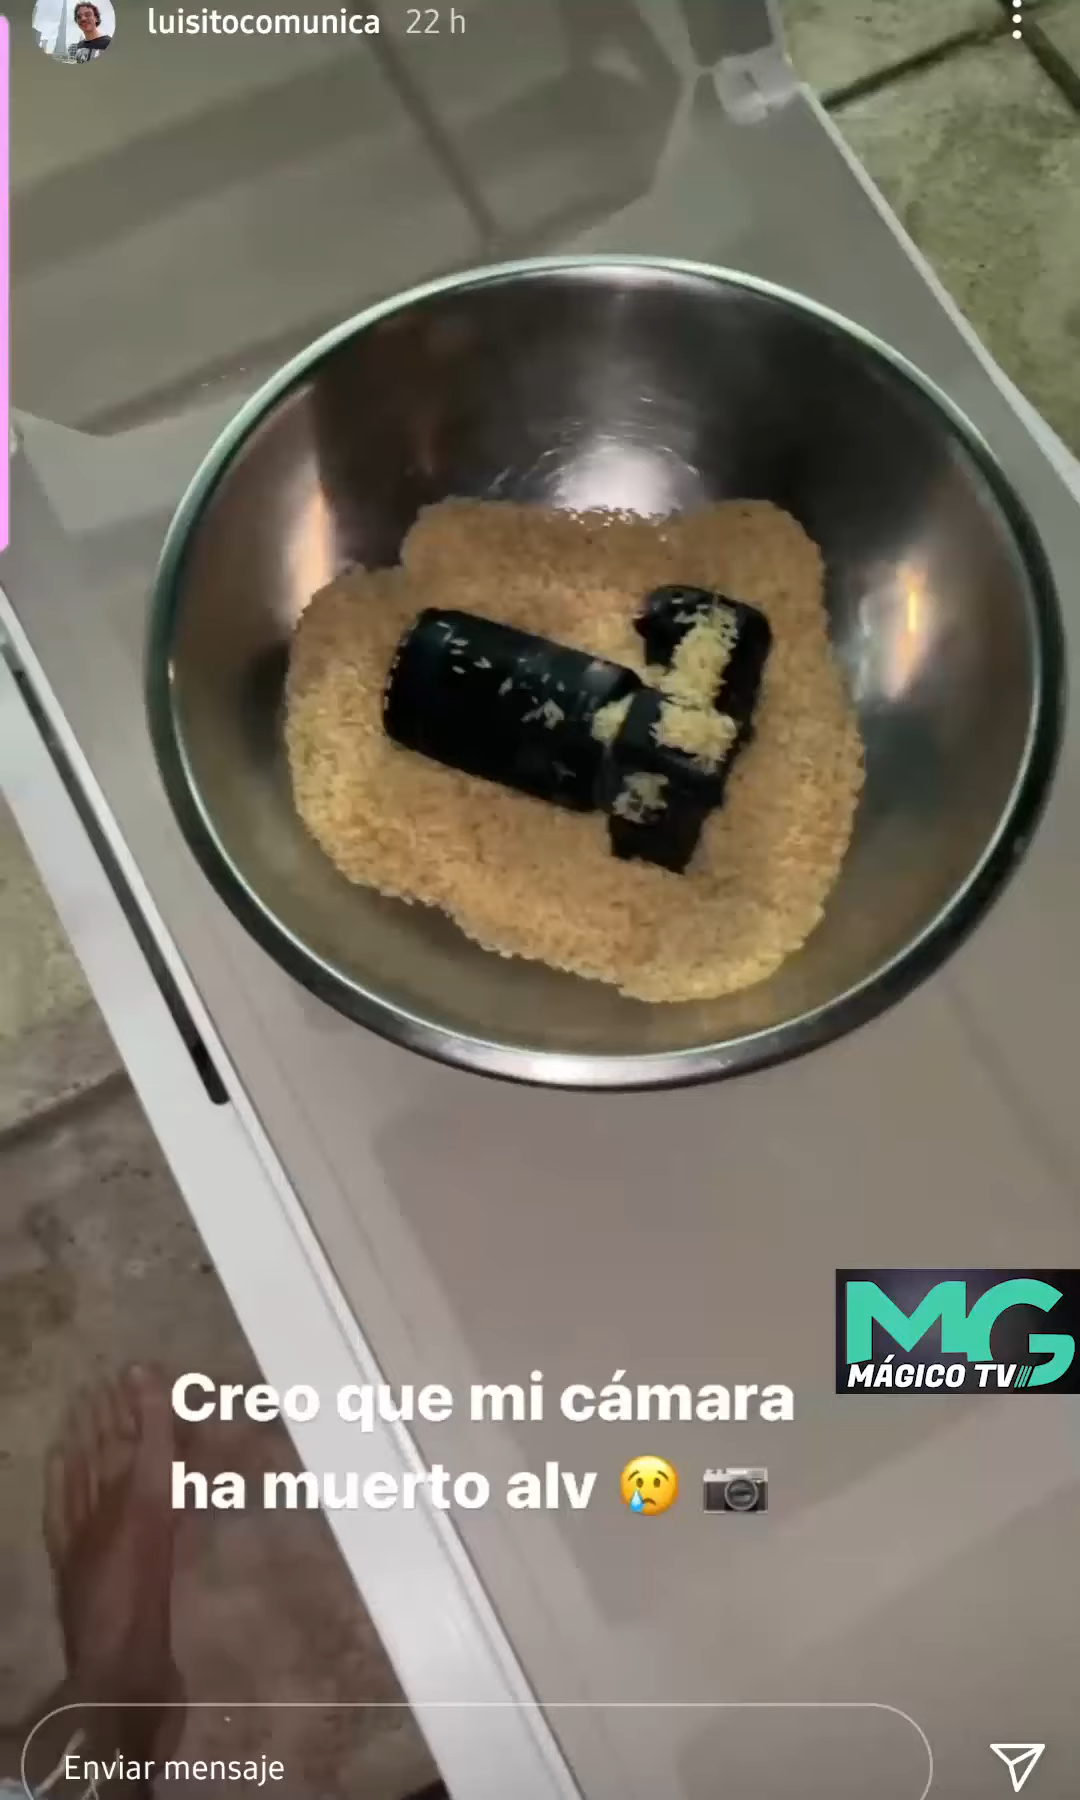 luisitocomunica 22 h
MG
MÁGICO TV
Creo que mi cámara
ha muerto alv 😢 📷
Enviar mensaje